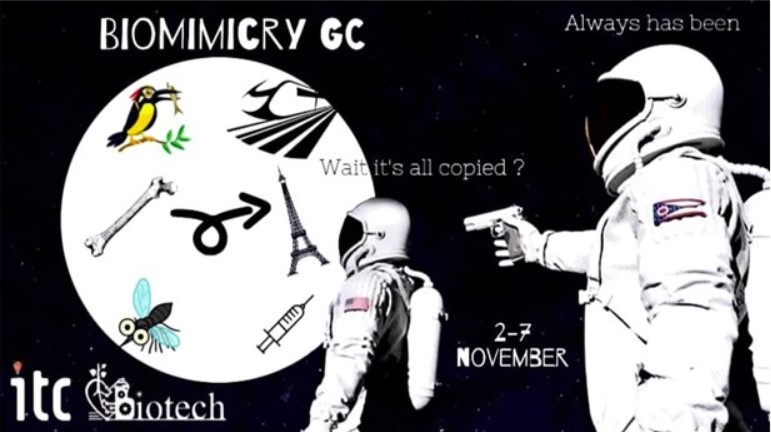 BIOMIMICRY GC
Always has been
Wait it's all copied ?
2-7
NOVEMBER
itc
Biotech